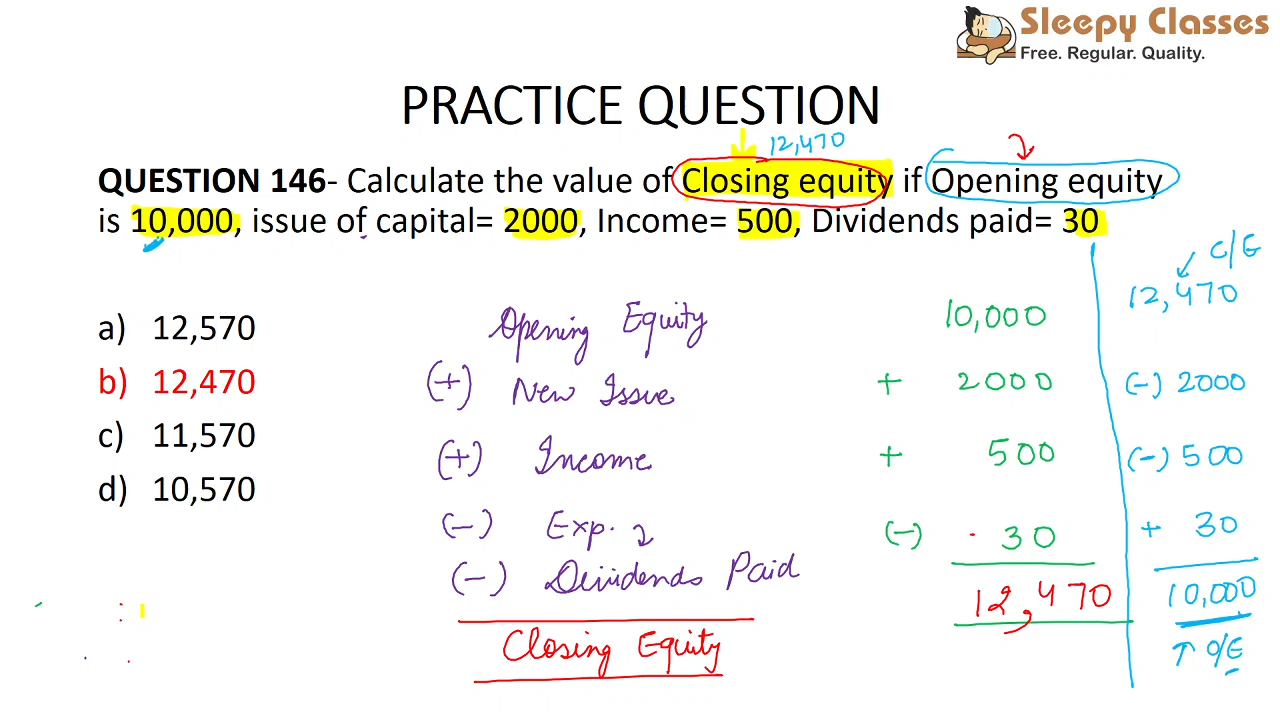 Sleepy Classes
Free. Regular. Quality.
PRACTICE QUESTION
12,470
QUESTION 146- Calculate the value of Closing equity if Opening equity
is 10,000, issue of capital= 2000, Income= 500, Dividends paid= 30
a) 12,570
b) 12,470
c) 11,570
d) 10,570
Opening Equity
(+) New Issue
(+) Income
(-) Exp.
(-) Dividends Paid
Closing Equity
10,000
+ 2000
+ 500
(-) 30
12,470
C/E
12,470
(-) 2000
(-) 500
+ 30
10,000
↑ O/E